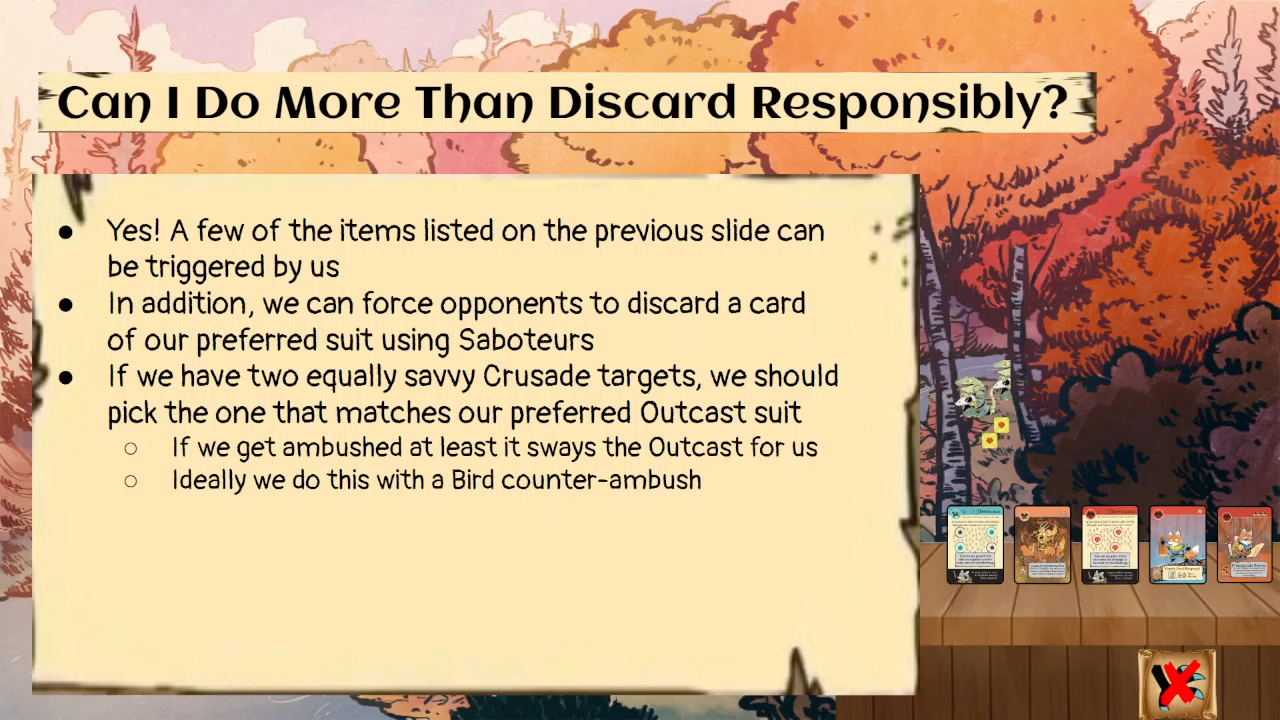 Can I Do More Than Discard Responsibly?
● Yes! A few of the items listed on the previous slide can
be triggered by us
● In addition, we can force opponents to discard a card
of our preferred suit using Saboteurs
● If we have two equally savvy Crusade targets, we should
pick the one that matches our preferred Outcast suit
○ If we get ambushed at least it sways the Outcast for us
○ Ideally we do this with a Bird counter-ambush